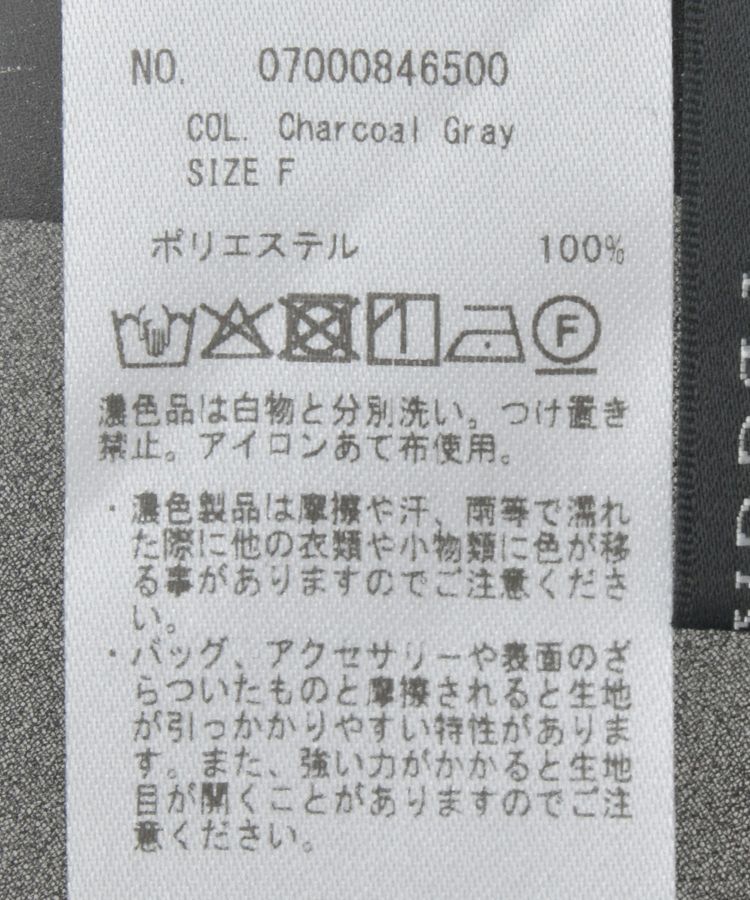 NO. 07000846500
COL. Charcoal Gray
SIZE F
ポリエステル 100%
F
濃色品は白物と分別洗い。つけ置き
禁止。アイロンあて布使用。
・濃色製品は摩擦や汗、雨等で濡れ
た際に他の衣類や小物類に色が移
る事がありますのでご注意くださ
い。
・バッグ、アクセサリーや表面のざ
らついたものと摩擦されると生地
が引っかかりやすい特性がありま
す。また、強い力がかかると生地
目が開くことがありますのでご注
意ください。